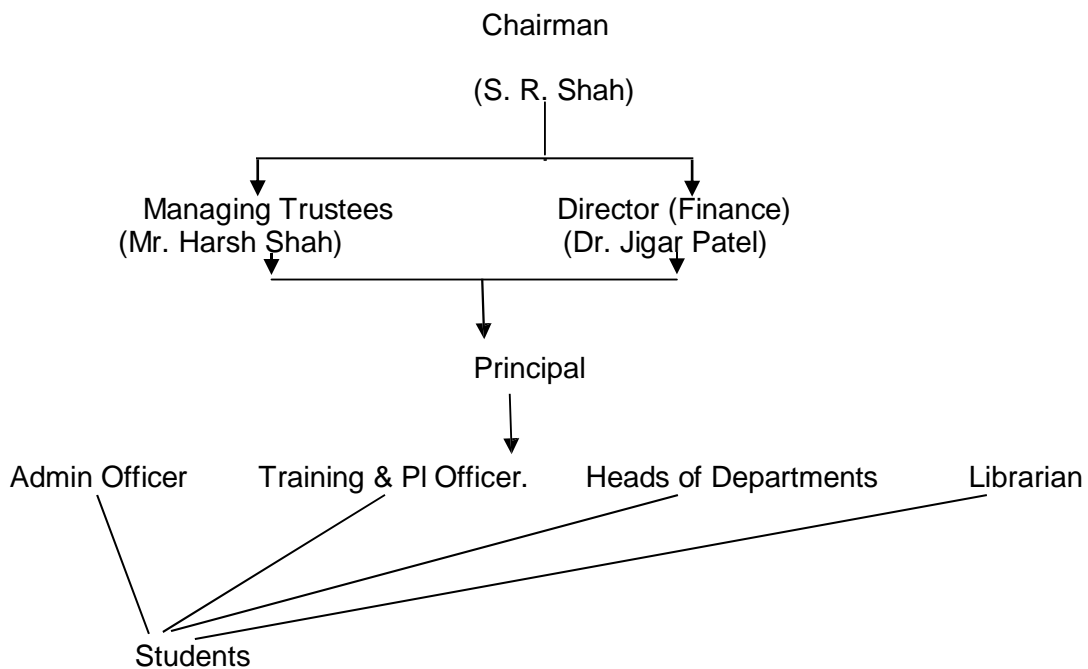 Chairman
(S. R. Shah)
Managing Trustees Director (Finance)
(Mr. Harsh Shah) (Dr. Jigar Patel)
Principal
Admin Officer Training & Pl Officer. Heads of Departments Librarian
Students